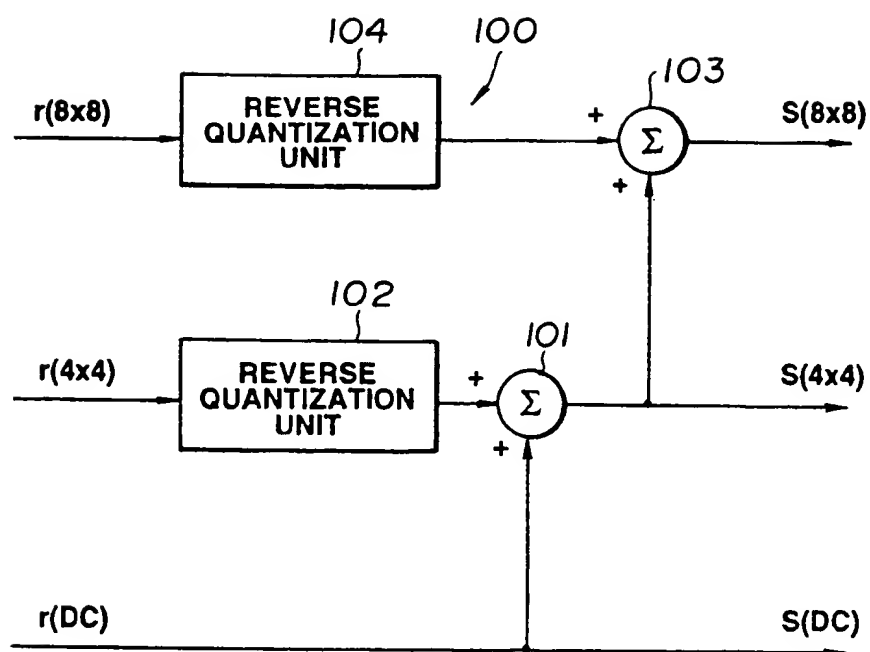 104
100
103
r(8x8)
REVERSE
QUANTIZATION
UNIT
+
Σ
S(8x8)
+
102
101
r(4x4)
REVERSE
QUANTIZATION
UNIT
+
Σ
S(4x4)
+
r(DC)
S(DC)